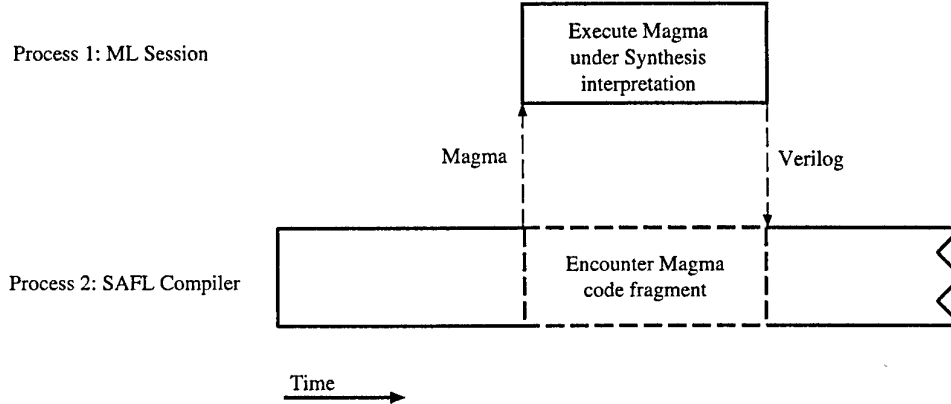 Execute Magma
under Synthesis
interpretation
Process 1: ML Session
Magma
Verilog
Encounter Magma
code fragment
Process 2: SAFL Compiler
Time